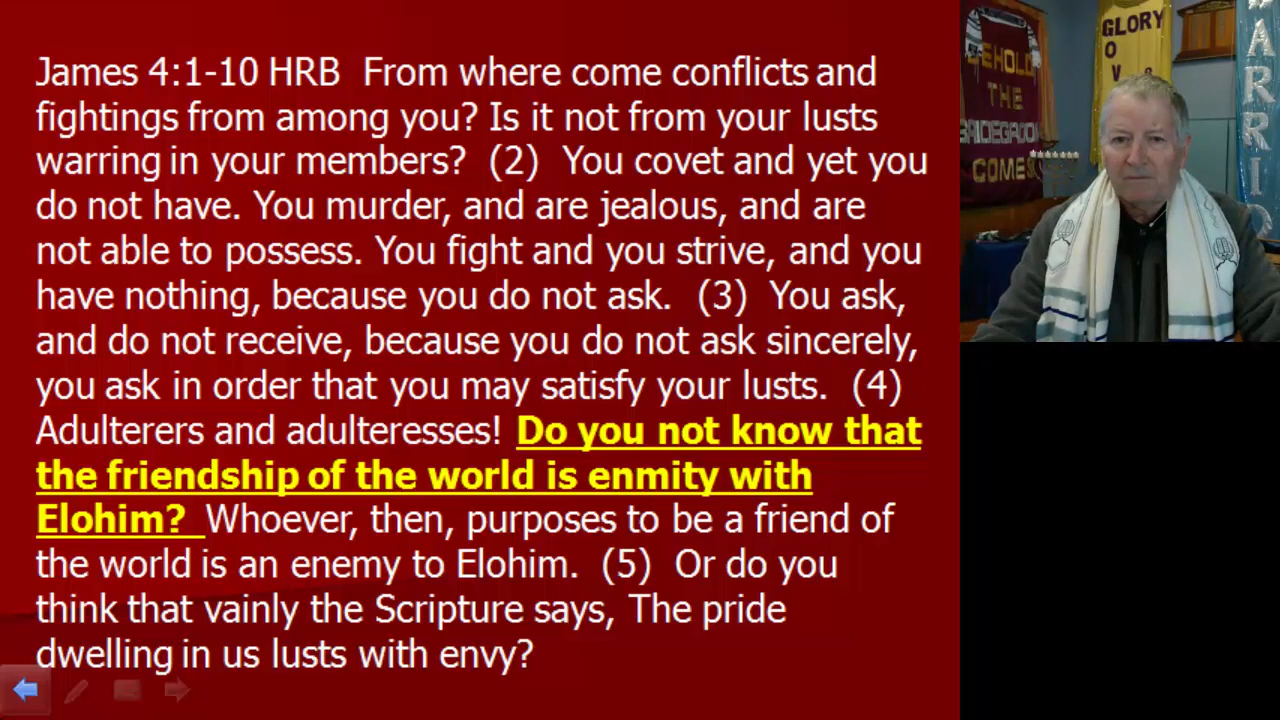 James 4:1-10 HRB From where come conflicts and
fightings from among you? Is it not from your lusts
warring in your members? (2) You covet and yet you
do not have. You murder, and are jealous, and are
not able to possess. You fight and you strive, and you
have nothing, because you do not ask. (3) You ask,
and do not receive, because you do not ask sincerely,
you ask in order that you may satisfy your lusts. (4)
Adulterers and adulteresses! Do you not know that
the friendship of the world is enmity with
Elohim? Whoever, then, purposes to be a friend of
the world is an enemy to Elohim. (5) Or do you
think that vainly the Scripture says, The pride
dwelling in us lusts with envy?
EHOLD
THE
COMES
GLORY
O
V
ARRIO